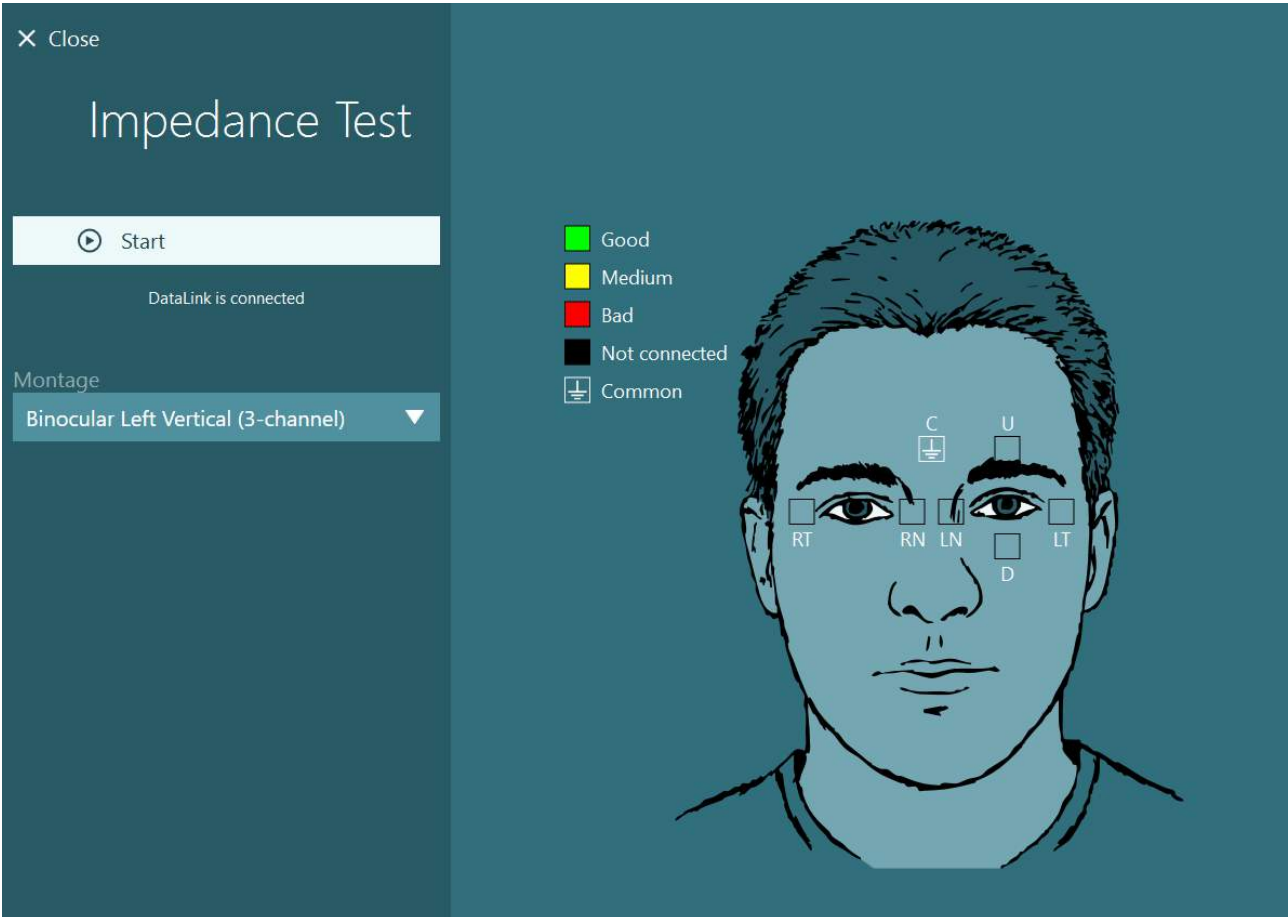 Close
Impedance Test
Start
DataLink is connected
Montage
Binocular Left Vertical (3-channel)
Good
Medium
Bad
Not connected
Common
C U
RT RN LN LT
D